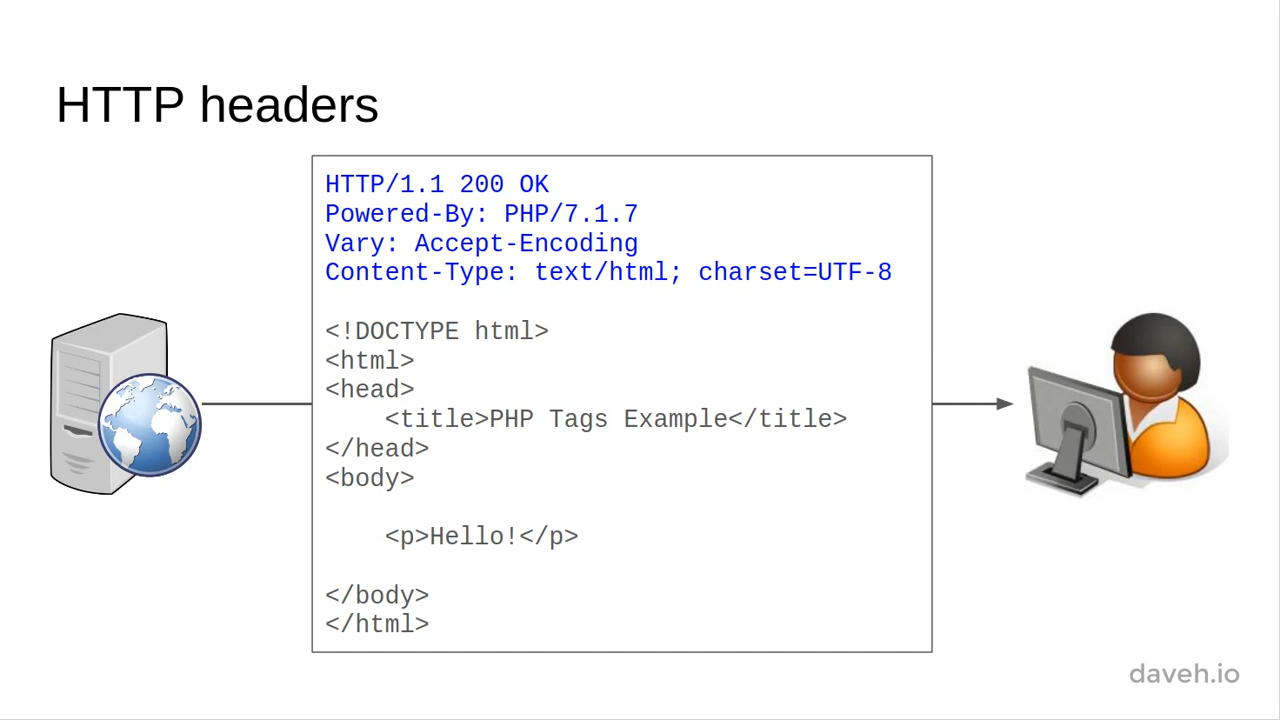 HTTP headers
HTTP/1.1 200 OK
Powered-By: PHP/7.1.7
Vary: Accept-Encoding
Content-Type: text/html; charset=UTF-8
<!DOCTYPE html>
<html>
<head>
    <title>PHP Tags Example</title>
</head>
<body>
    <p>Hello!</p>
</body>
</html>
daveh.io